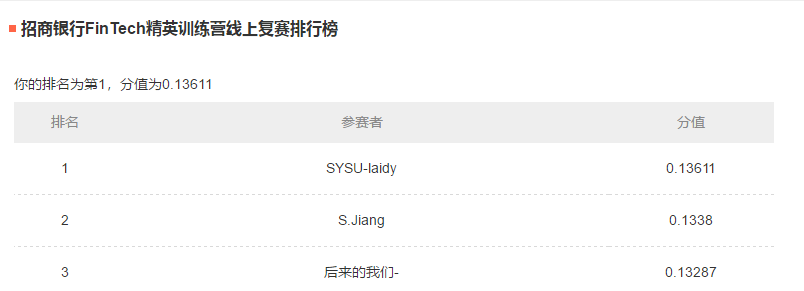 招商银行FinTech精英训练营线上复赛排行榜
你的排名为第1，分值为0.13611
排名 参赛者 分值
1 SYSU-laidy 0.13611
2 S.Jiang 0.1338
3 后来的我们- 0.13287